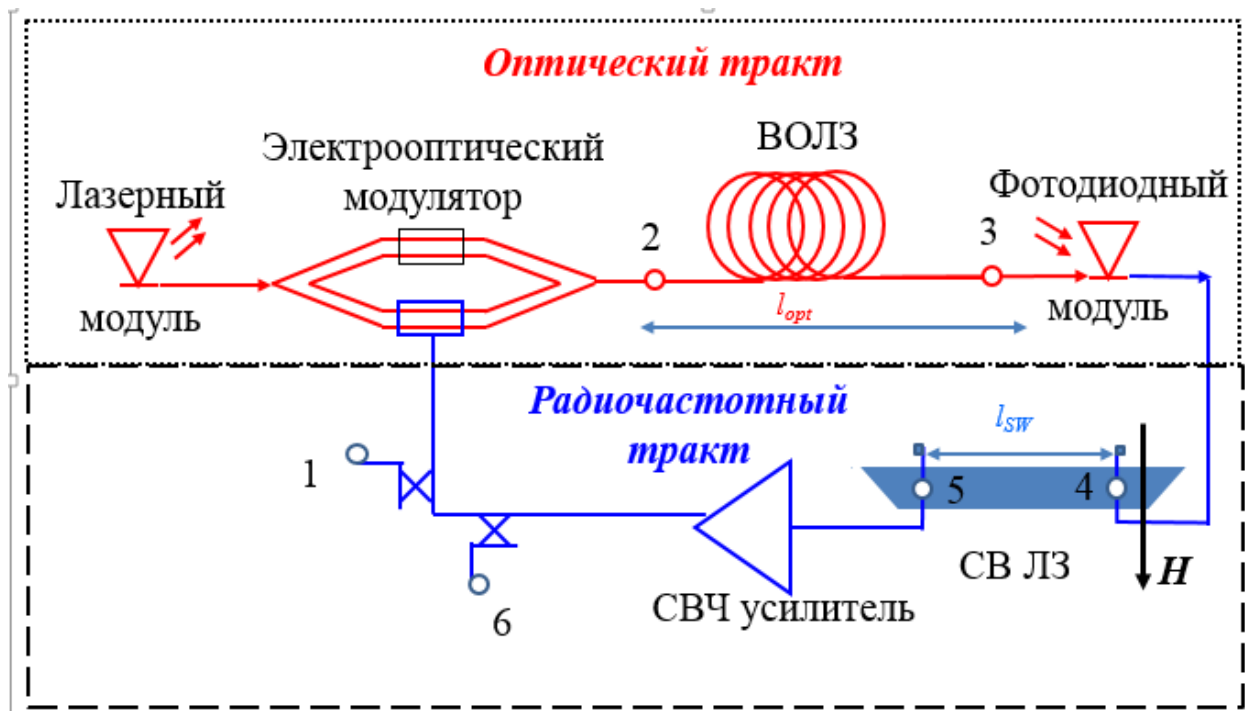 Оптический тракт
Электрооптический
модулятор
ВОЛЗ
Лазерный
модуль
Фотодиодный
модуль
2
3
l_opt
Радиочастотный
тракт
l_SW
1
6
5
4
СВЧ усилитель
СВ ЛЗ
H